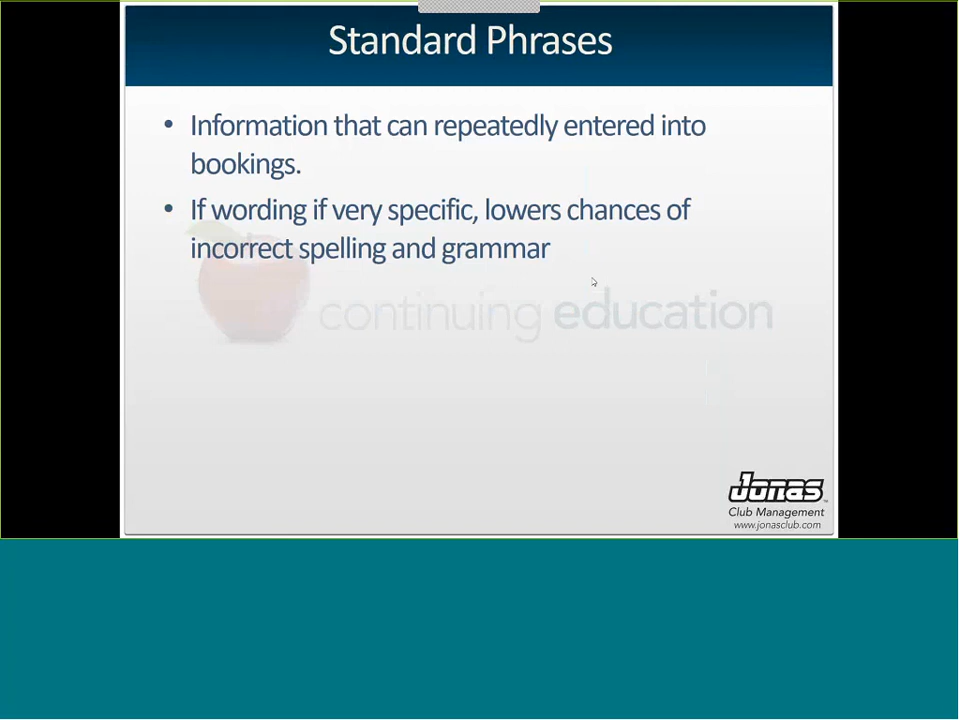 Standard Phrases
• Information that can repeatedly entered into
bookings.
• If wording if very specific, lowers chances of
incorrect spelling and grammar
continuing education
Jonas
Club Management
www.jonasclub.com